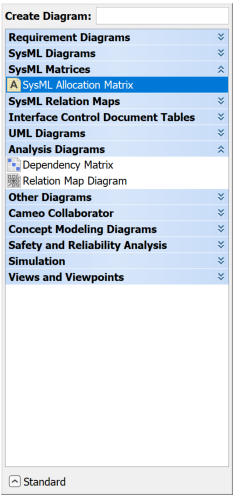 Create Diagram:
Requirement Diagrams
SysML Diagrams
SysML Matrices
A SysML Allocation Matrix
SysML Relation Maps
Interface Control Document Tables
UML Diagrams
Analysis Diagrams
Dependency Matrix
Relation Map Diagram
Other Diagrams
Cameo Collaborator
Concept Modeling Diagrams
Safety and Reliability Analysis
Simulation
Views and Viewpoints
Standard